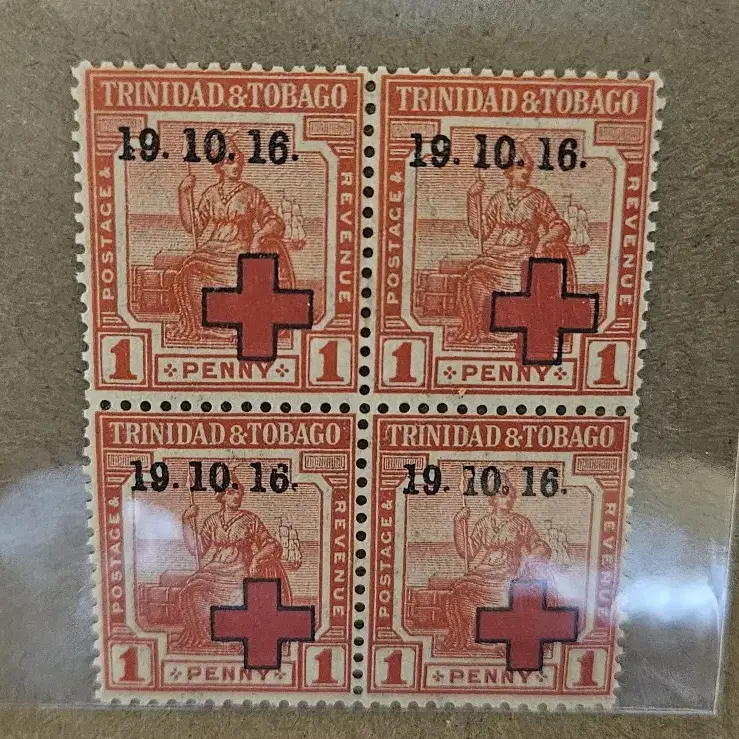 TRINIDAD & TOBAGO
19. 10. 16.
POSTAGE &
REVENUE
1 PENNY 1
TRINIDAD & TOBAGO
19. 10. 16.
POSTAGE &
REVENUE
1 PENNY 1
TRINIDAD & TOBAGO
19. 10. 16.
POSTAGE &
REVENUE
1 PENNY 1
TRINIDAD & TOBAGO
19. 10. 16.
POSTAGE &
REVENUE
1 PENNY 1